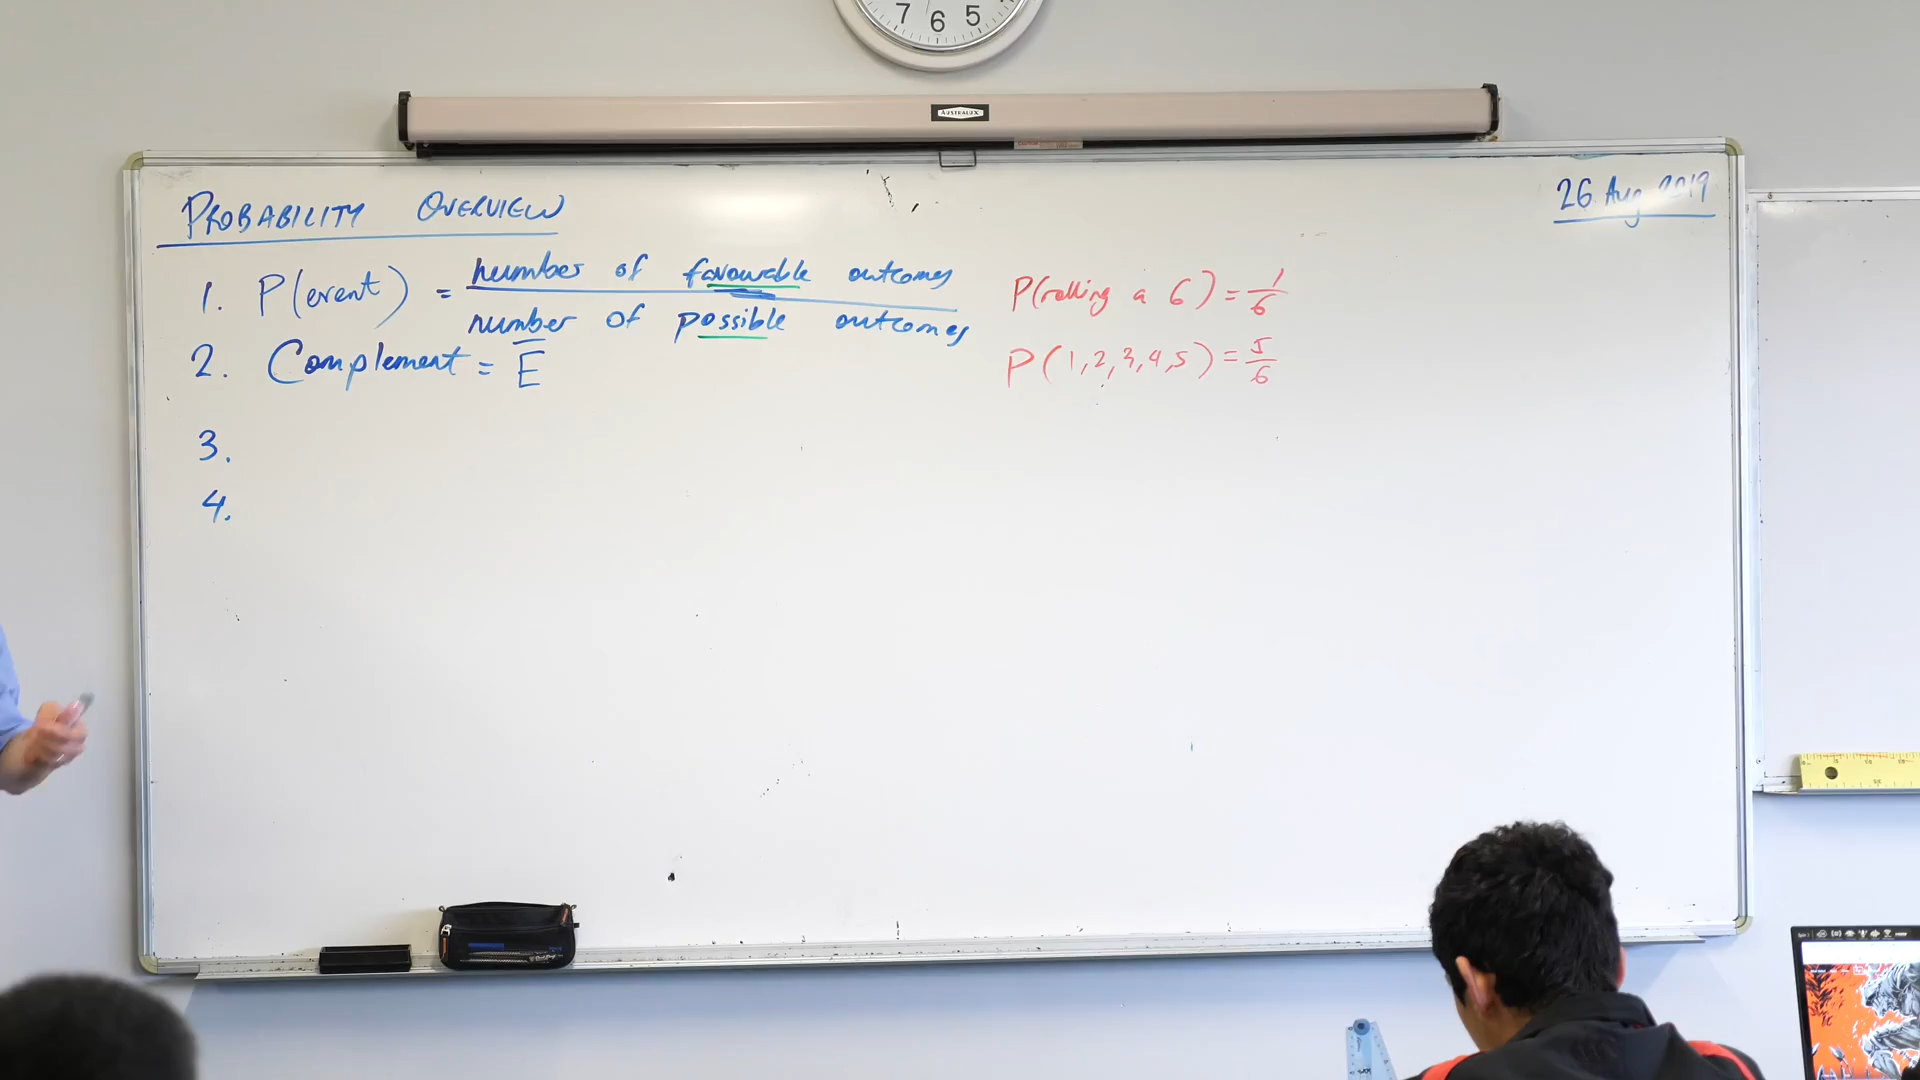 7 6 5
AUSTRALEX
PROBABILITY OVERVIEW
26 Aug 2019
1. P(event) = number of favourable outcomes / number of possible outcomes
P(rolling a 6) = 1/6
2. Complement = E̅
P(1,2,3,4,5) = 5/6
3.
4.